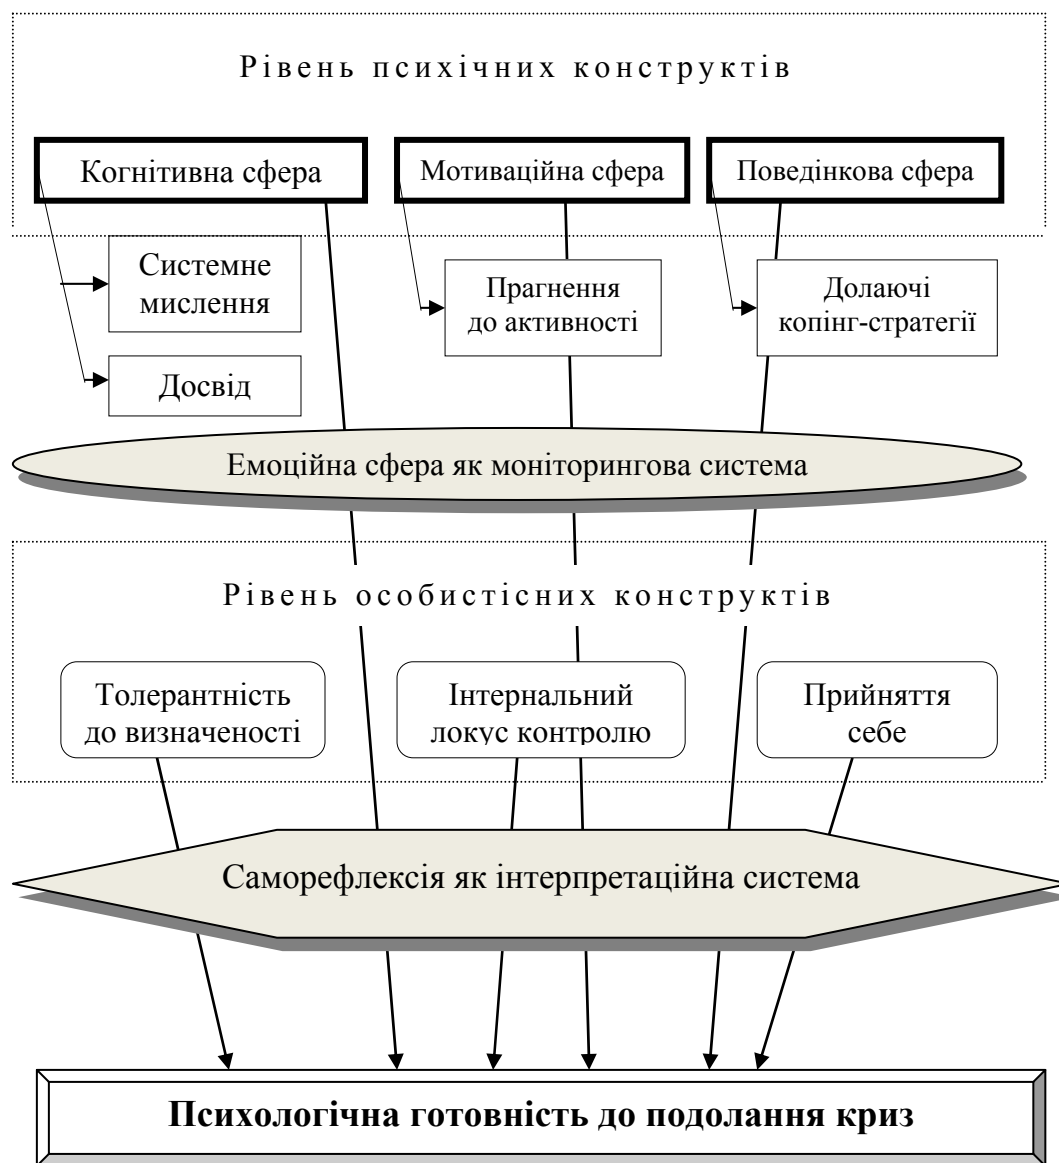 Рівень психічних конструктів
Когнітивна сфера
Мотиваційна сфера
Поведінкова сфера
Системне
мислення
Прагнення
до активності
Долаючі
копінг-стратегії
Досвід
Емоційна сфера як моніторингова система
Рівень особистісних конструктів
Толерантність
до визначеності
Інтернальний
локус контролю
Прийняття
себе
Саморефлексія як інтерпретаційна система
Психологічна готовність до подолання криз